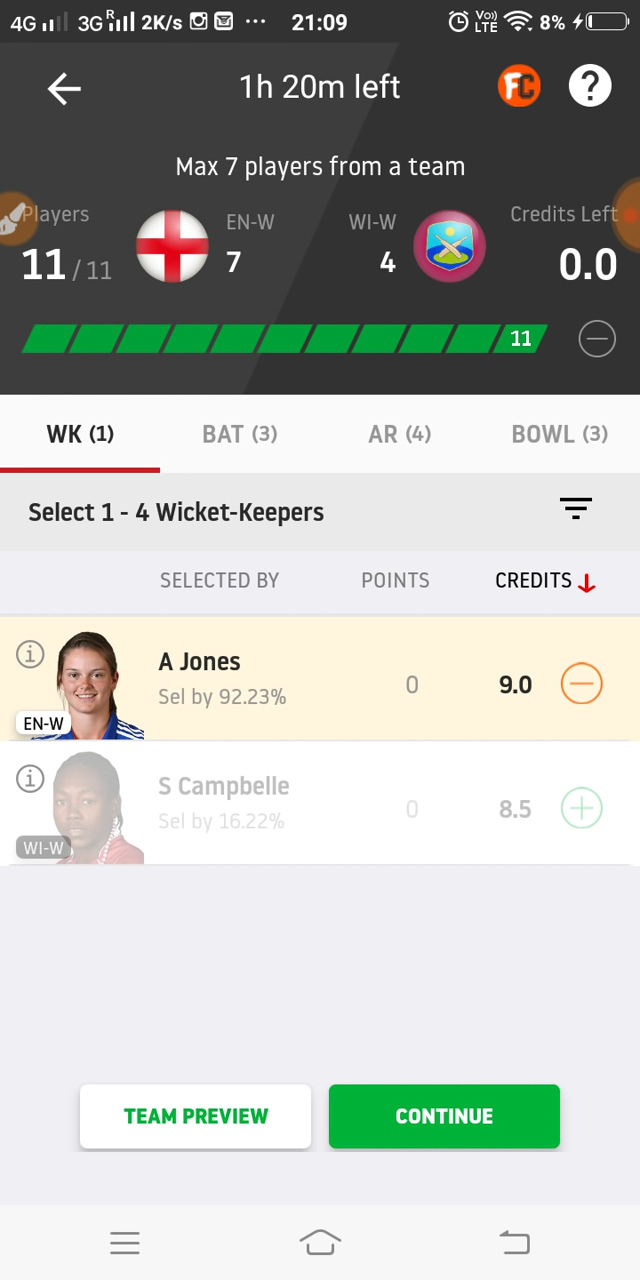 4G 3G R 2K/s ... 21:09 Vo) LTE 8%
1h 20m left FC ?
Max 7 players from a team
Players EN-W WI-W Credits Left
11 / 11 7 4 0.0
11
WK (1) BAT (3) AR (4) BOWL (3)
Select 1 - 4 Wicket-Keepers
SELECTED BY POINTS CREDITS
A Jones
Sel by 92.23% 0 9.0
EN-W
S Campbelle
Sel by 16.22% 0 8.5
WI-W
TEAM PREVIEW CONTINUE